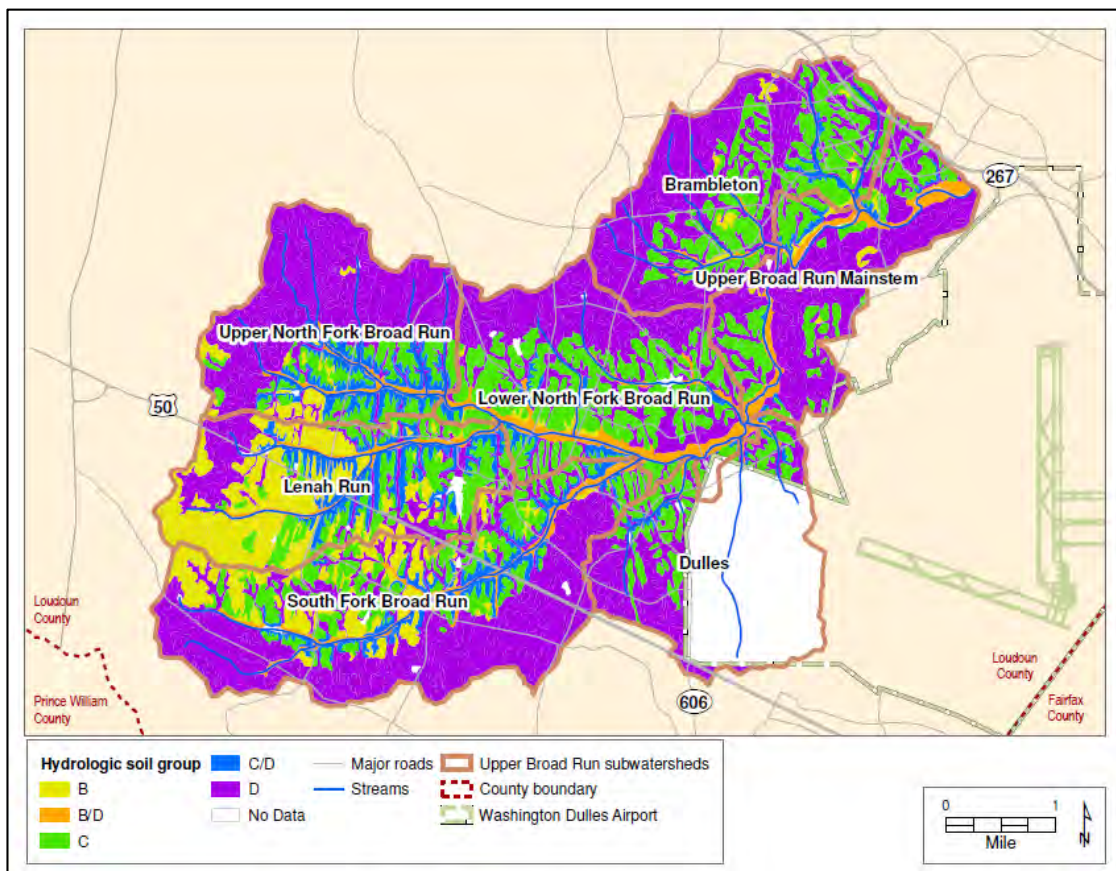 Brambleton
267
Upper Broad Run Mainstem
Upper North Fork Broad Run
Lower North Fork Broad Run
50
Lenah Run
Dulles
South Fork Broad Run
Loudoun
County
Prince William
County
606
Loudoun
County
Fairfax
County
Hydrologic soil group
B
B/D
C
C/D
D
No Data
Major roads
Streams
Upper Broad Run subwatersheds
County boundary
Washington Dulles Airport
0 1
Mile
N